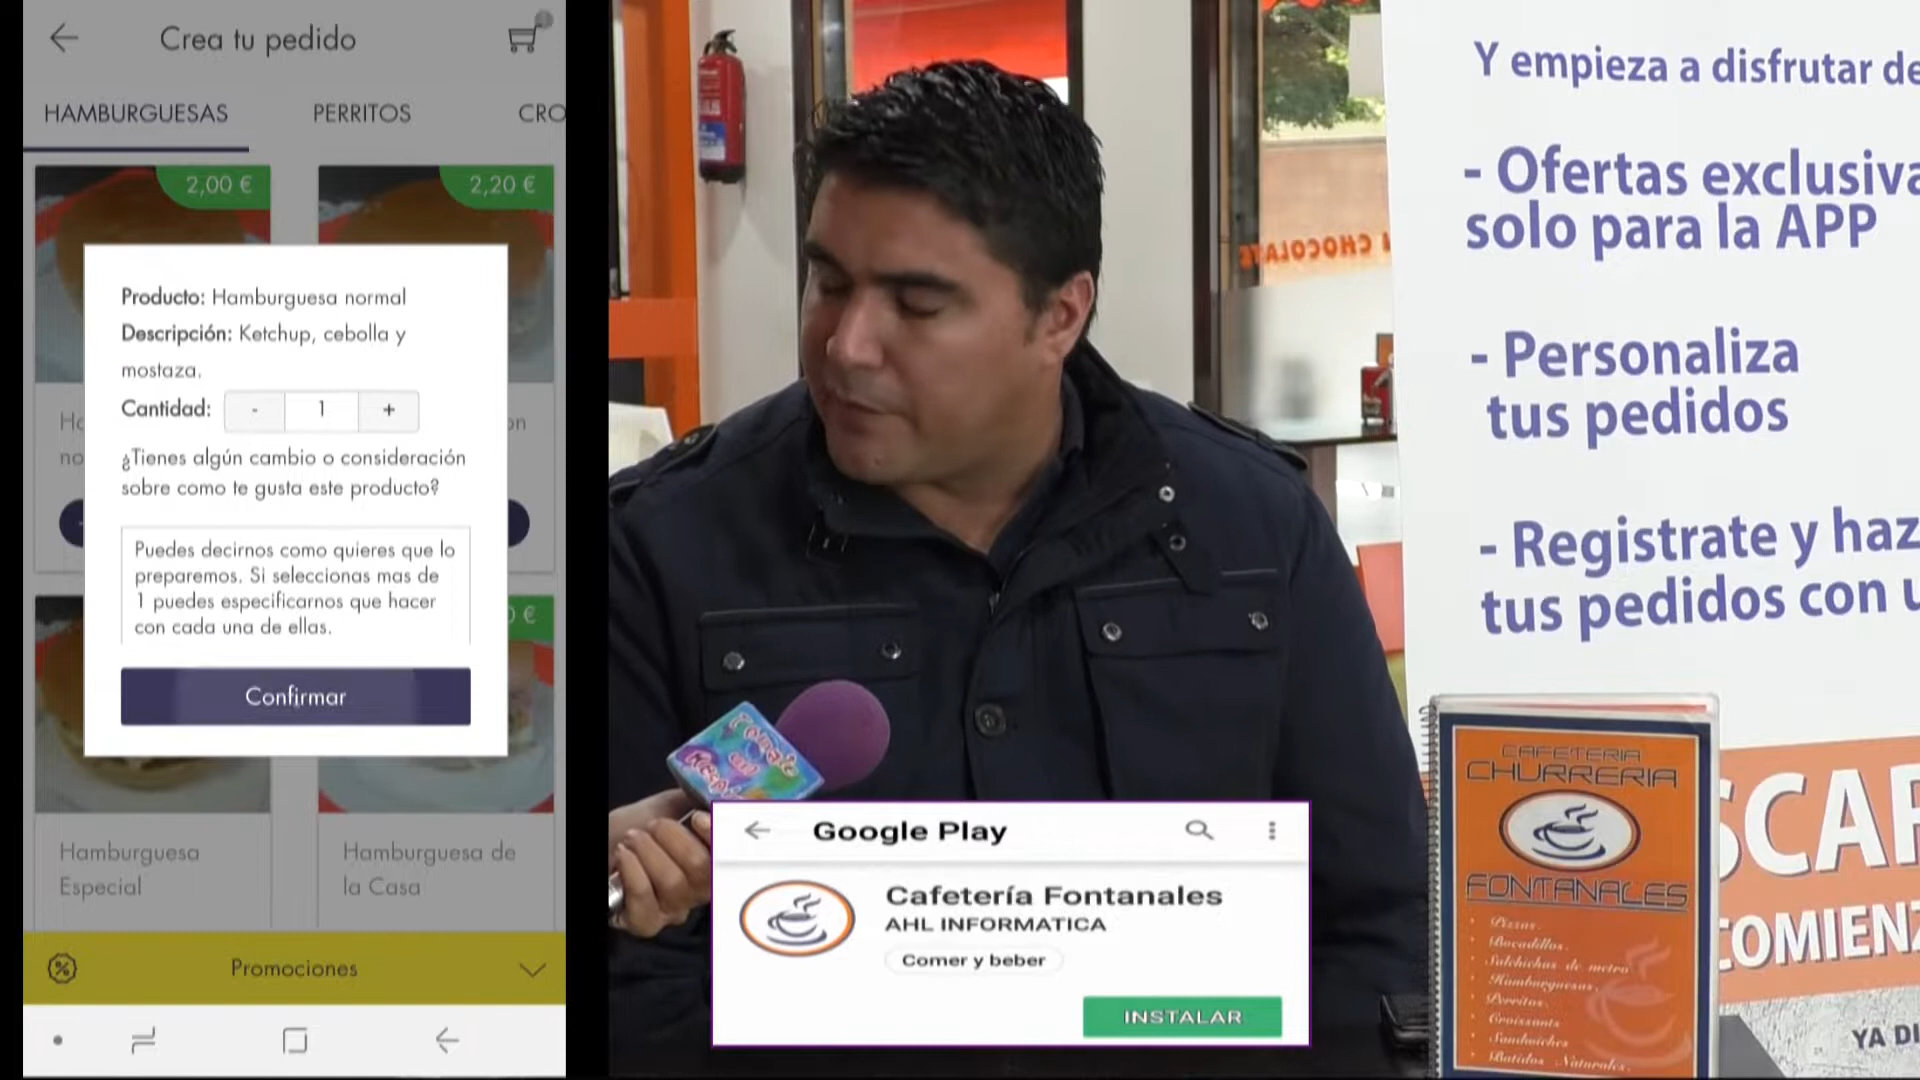 Crea tu pedido
HAMBURGUESAS PERRITOS CRO
2,00 € 2,20 €
Producto: Hamburguesa normal
Descripción: Ketchup, cebolla y
mostaza.
Cantidad: - 1 +
¿Tienes algún cambio o consideración
sobre como te gusta este producto?
Puedes decirnos como quieres que lo
preparemos. Si seleccionas mas de
1 puedes especificarnos que hacer
con cada una de ellas.
Confirmar
Hamburguesa
Especial
Hamburguesa de
la Casa
Promociones
Y empieza a disfrutar de
- Ofertas exclusiva
solo para la APP
- Personaliza
tus pedidos
- Registrate y haz
tus pedidos con u
SCAR
COMIENZ
YA DI
CAFETERIA
CHURRERIA
FONTANALES
Pizzas.
Bocadillos.
Salchichas de metro
Hamburguesas.
Perritos.
Croissants
Sandwiches
Batidos Naturales.
Google Play
Cafetería Fontanales
AHL INFORMATICA
Comer y beber
INSTALAR